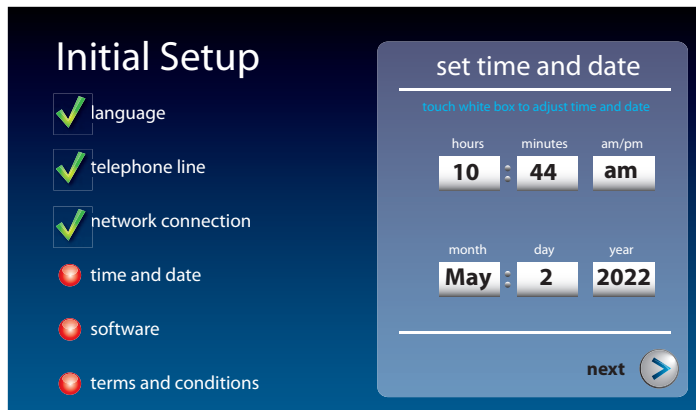 Initial Setup
language
telephone line
network connection
time and date
software
terms and conditions
set time and date
touch white box to adjust time and date
hours minutes am/pm
10 : 44 am
month day year
May : 2 2022
next